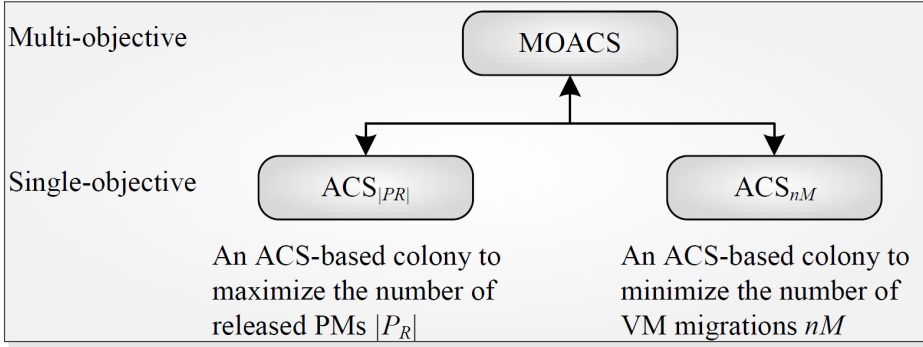 Multi-objective
MOACS
Single-objective
ACS|PR|
ACSnM
An ACS-based colony to
maximize the number of
released PMs |PR|
An ACS-based colony to
minimize the number of
VM migrations nM